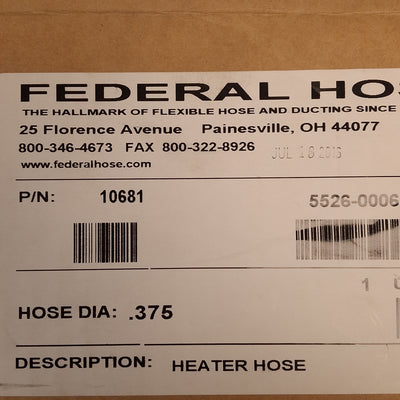 FEDERAL HOS
THE HALLMARK OF FLEXIBLE HOSE AND DUCTING SINCE
25 Florence Avenue Painesville, OH 44077
800-346-4673 FAX 800-322-8926
JUL 18 2016
www.federalhose.com
P/N: 10681
5526-0006
1
HOSE DIA: .375
DESCRIPTION: HEATER HOSE